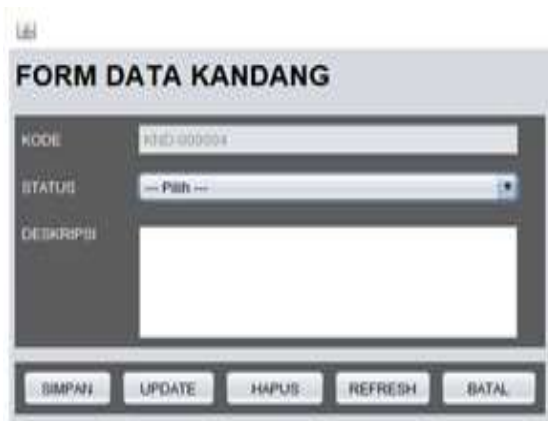 FORM DATA KANDANG
KODE KND-000004
STATUS --- Pilih ---
DESKRIPSI
SIMPAN UPDATE HAPUS REFRESH BATAL